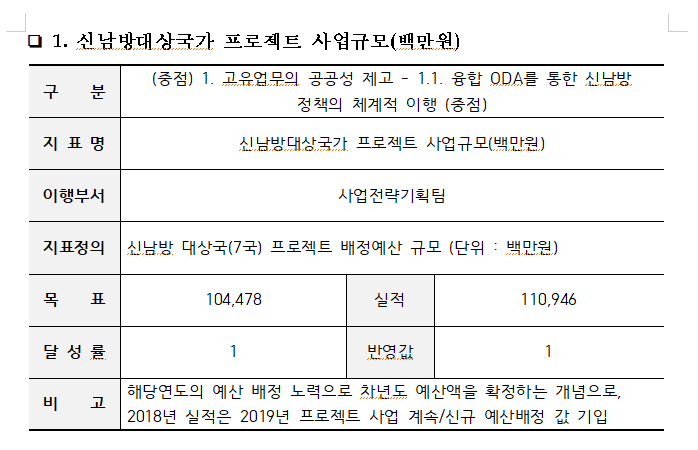 ❏ 1. 신남방대상국가 프로젝트 사업규모(백만원)
구 분
(중점) 1. 고유업무의 공공성 제고 - 1.1. 융합 ODA를 통한 신남방
정책의 체계적 이행 (중점)
지 표 명
신남방대상국가 프로젝트 사업규모(백만원)
이행부서
사업전략기획팀
지표정의
신남방 대상국(7국) 프로젝트 배정예산 규모 (단위 : 백만원)
목 표
104,478
실적
110,946
달 성 률
1
반영값
1
비 고
해당연도의 예산 배정 노력으로 차년도 예산액을 확정하는 개념으로,
2018년 실적은 2019년 프로젝트 사업 계속/신규 예산배정 값 기입